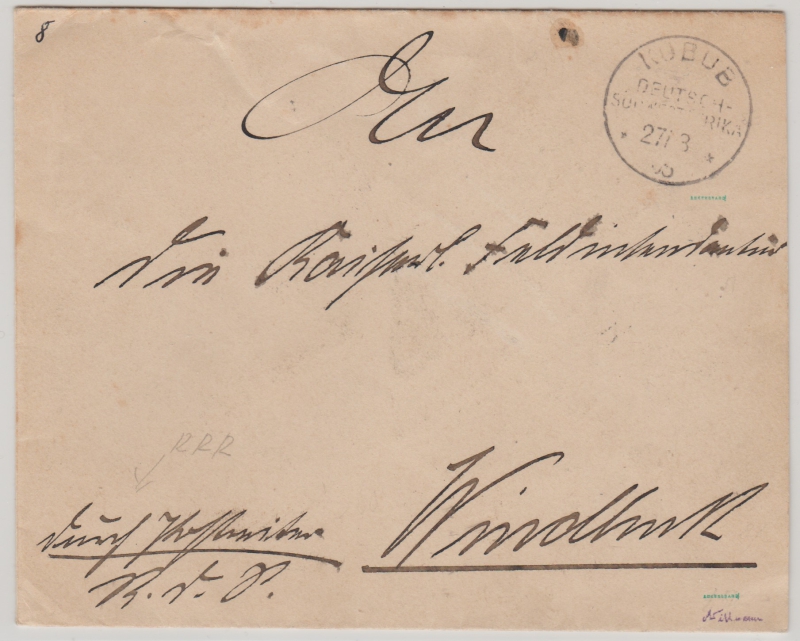 8
KUBUB
DEUTSCH-
SÜDWESTAFRIKA
* 27/ 3 *
05
An
die Kaiserl. Feldintendantur
Windhuk
RRR
durch Postreiter
R. d. S.